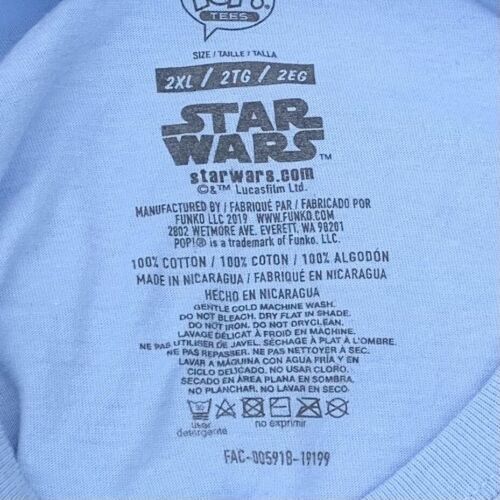 POP!
TEES
SIZE / TAILLE / TALLA
2XL / 2TG / 2EG
STAR
WARS™
starwars.com
©&™ Lucasfilm Ltd.
MANUFACTURED BY / FABRIQUÉ PAR / FABRICADO POR
FUNKO LLC 2019 WWW.FUNKO.COM
2802 WETMORE AVE. EVERETT, WA 98201
POP!® is a trademark of Funko, LLC.
100% COTTON / 100% COTON / 100% ALGODÓN
MADE IN NICARAGUA / FABRIQUÉ EN NICARAGUA
HECHO EN NICARAGUA
GENTLE COLD MACHINE WASH.
DO NOT BLEACH. DRY FLAT IN SHADE.
DO NOT IRON. DO NOT DRYCLEAN.
LAVAGE DÉLICAT À FROID EN MACHINE.
NE PAS UTILISER DE JAVEL. SÉCHAGE À PLAT À L'OMBRE.
NE PAS REPASSER. NE PAS NETTOYER À SEC.
LAVAR A MÁQUINA CON AGUA FRÍA Y EN
CICLO DELICADO. NO USAR CLORO.
SECADO EN ÁREA PLANA EN SOMBRA.
NO PLANCHAR. NO LAVAR EN SECO.
usar
detergente
no exprimir
FAC-005918-19199